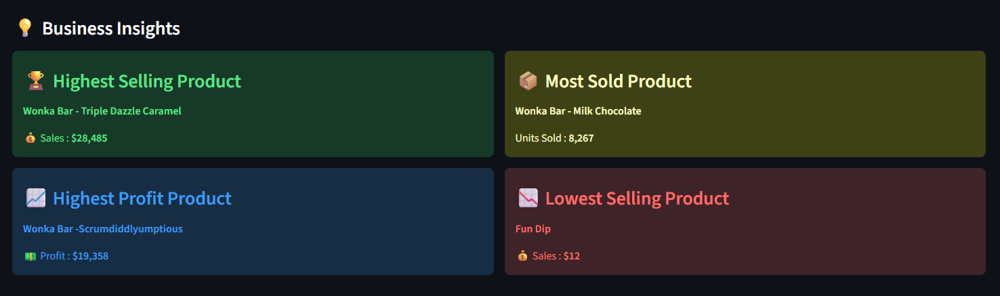 💡 Business Insights
🏆 Highest Selling Product
Wonka Bar - Triple Dazzle Caramel
💰 Sales : $28,485
📦 Most Sold Product
Wonka Bar - Milk Chocolate
Units Sold : 8,267
📈 Highest Profit Product
Wonka Bar -Scrumdiddlyumptious
💵 Profit : $19,358
📉 Lowest Selling Product
Fun Dip
💰 Sales : $12